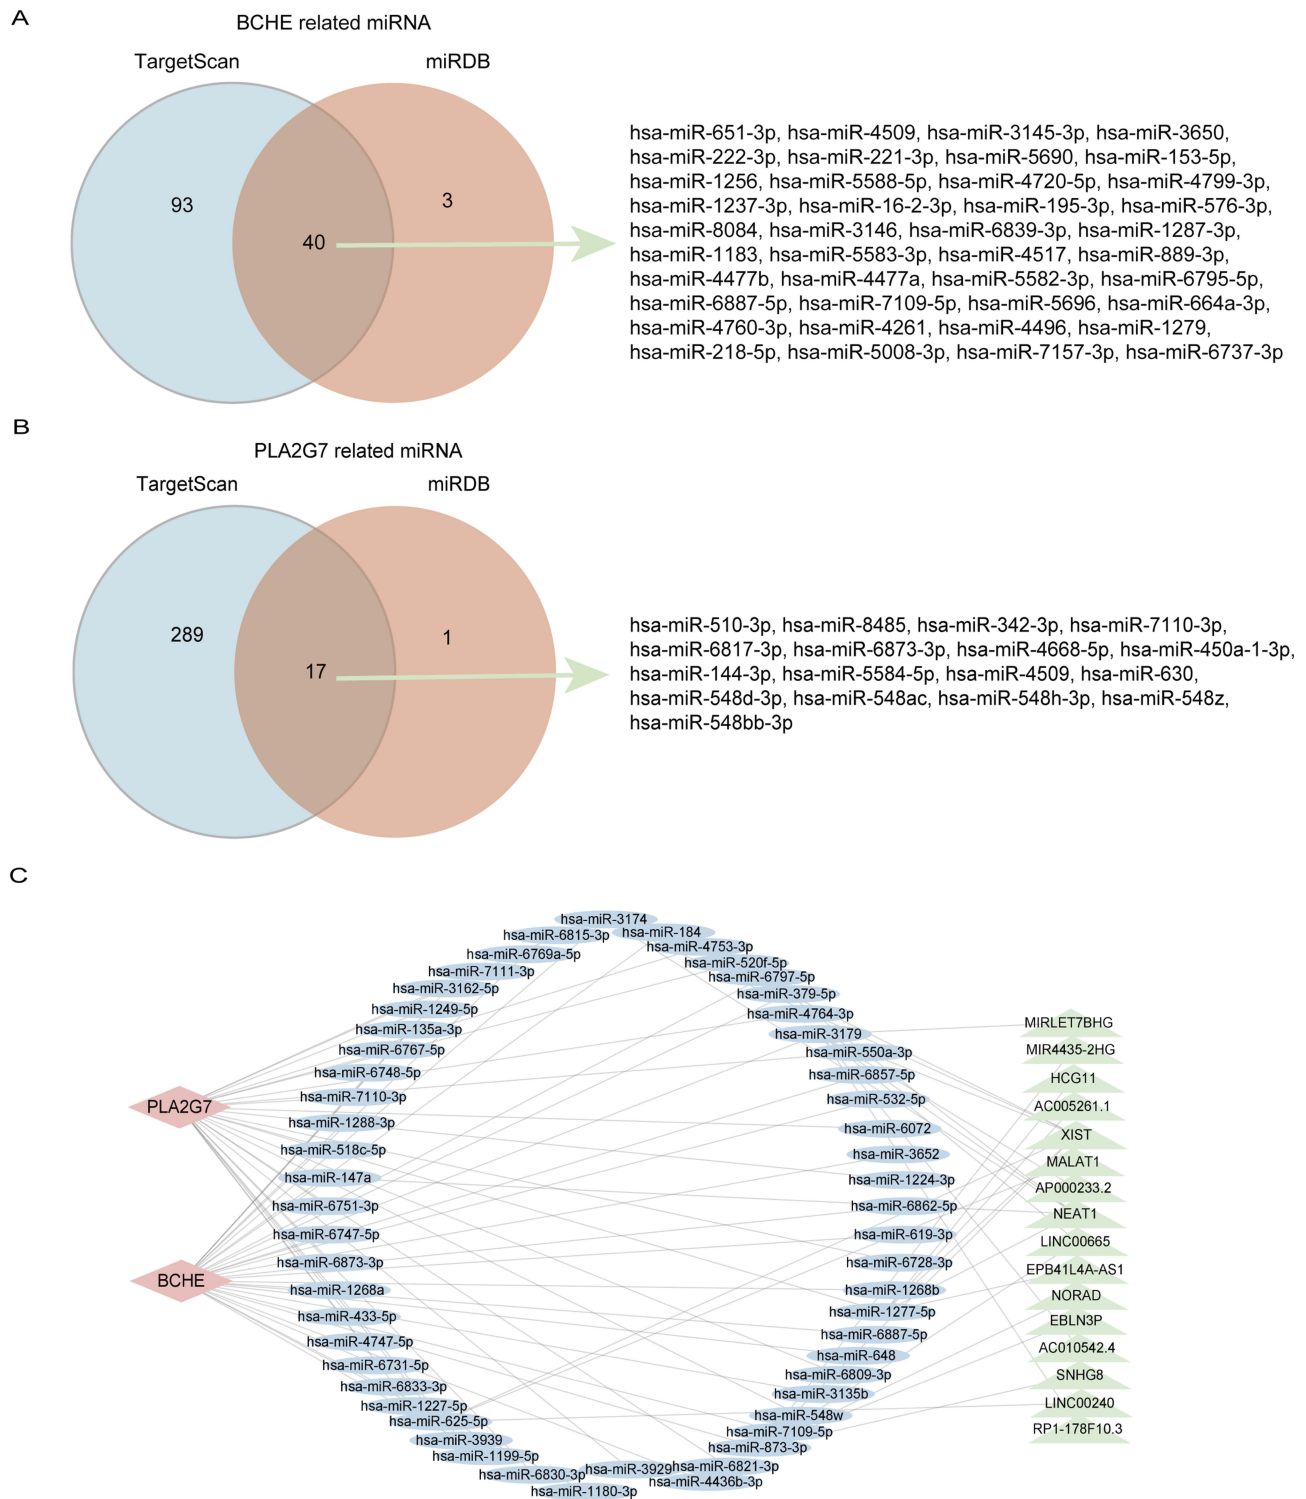 A
BCHE related miRNA
TargetScan
miRDB
93
40
3
hsa-miR-651-3p, hsa-miR-4509, hsa-miR-3145-3p, hsa-miR-3650,
hsa-miR-222-3p, hsa-miR-221-3p, hsa-miR-5690, hsa-miR-153-5p,
hsa-miR-1256, hsa-miR-5588-5p, hsa-miR-4720-5p, hsa-miR-4799-3p,
hsa-miR-1237-3p, hsa-miR-16-2-3p, hsa-miR-195-3p, hsa-miR-576-3p,
hsa-miR-8084, hsa-miR-3146, hsa-miR-6839-3p, hsa-miR-1287-3p,
hsa-miR-1183, hsa-miR-5583-3p, hsa-miR-4517, hsa-miR-889-3p,
hsa-miR-4477b, hsa-miR-4477a, hsa-miR-5582-3p, hsa-miR-6795-5p,
hsa-miR-6887-5p, hsa-miR-7109-5p, hsa-miR-5696, hsa-miR-664a-3p,
hsa-miR-4760-3p, hsa-miR-4261, hsa-miR-4496, hsa-miR-1279,
hsa-miR-218-5p, hsa-miR-5008-3p, hsa-miR-7157-3p, hsa-miR-6737-3p
B
PLA2G7 related miRNA
TargetScan
miRDB
289
17
1
hsa-miR-510-3p, hsa-miR-8485, hsa-miR-342-3p, hsa-miR-7110-3p,
hsa-miR-6817-3p, hsa-miR-6873-3p, hsa-miR-4668-5p, hsa-miR-450a-1-3p,
hsa-miR-144-3p, hsa-miR-5584-5p, hsa-miR-4509, hsa-miR-630,
hsa-miR-548d-3p, hsa-miR-548ac, hsa-miR-548h-3p, hsa-miR-548z,
hsa-miR-548bb-3p
C
PLA2G7
BCHE
hsa-miR-3174
hsa-miR-6815-3p
hsa-miR-6769a-5p
hsa-miR-7111-3p
hsa-miR-3162-5p
hsa-miR-1249-5p
hsa-miR-135a-3p
hsa-miR-6767-5p
hsa-miR-6748-5p
hsa-miR-7110-3p
hsa-miR-1288-3p
hsa-miR-518c-5p
hsa-miR-147a
hsa-miR-6751-3p
hsa-miR-6747-5p
hsa-miR-6873-3p
hsa-miR-1268a
hsa-miR-433-5p
hsa-miR-4747-5p
hsa-miR-6731-5p
hsa-miR-6833-3p
hsa-miR-1227-5p
hsa-miR-625-5p
hsa-miR-3939
hsa-miR-1199-5p
hsa-miR-6830-3p
hsa-miR-1180-3p
hsa-miR-184
hsa-miR-4753-3p
hsa-miR-520f-5p
hsa-miR-6797-5p
hsa-miR-379-5p
hsa-miR-4764-3p
hsa-miR-3179
hsa-miR-550a-3p
hsa-miR-6857-5p
hsa-miR-532-5p
hsa-miR-6072
hsa-miR-3652
hsa-miR-1224-3p
hsa-miR-6862-5p
hsa-miR-619-3p
hsa-miR-6728-3p
hsa-miR-1268b
hsa-miR-1277-5p
hsa-miR-6887-5p
hsa-miR-648
hsa-miR-6809-3p
hsa-miR-3135b
hsa-miR-548w
hsa-miR-7109-5p
hsa-miR-873-3p
hsa-miR-6821-3p
hsa-miR-3929
hsa-miR-4436b-3p
MIRLET7BHG
MIR4435-2HG
HCG11
AC005261.1
XIST
MALAT1
AP000233.2
NEAT1
LINC00665
EPB41L4A-AS1
NORAD
EBLN3P
AC010542.4
SNHG8
LINC00240
RP1-178F10.3